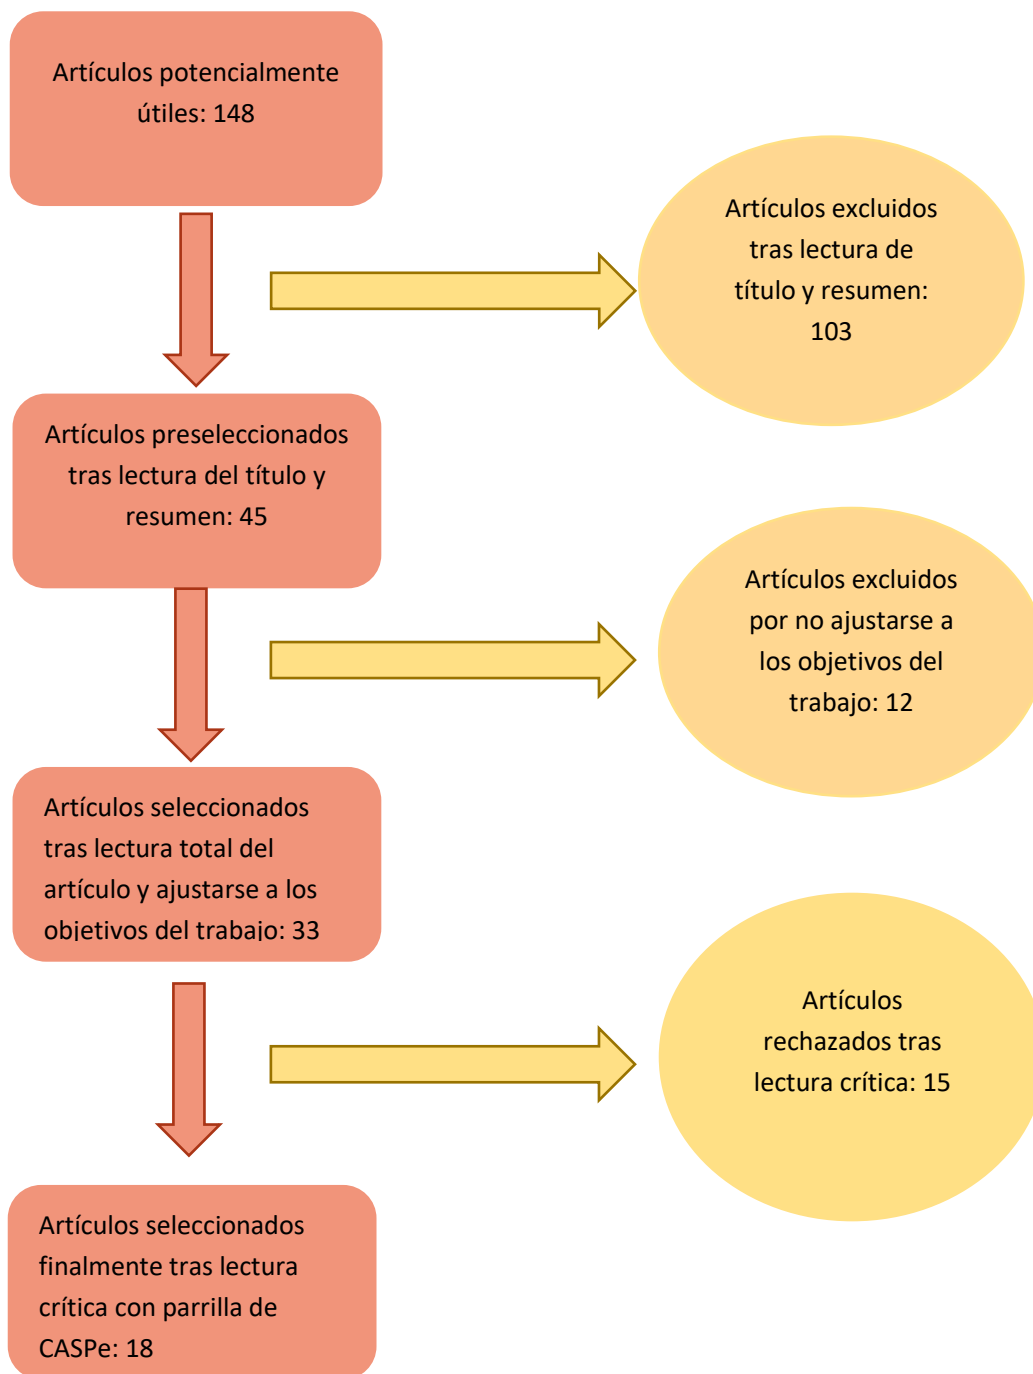 Artículos potencialmente
útiles: 148
Artículos excluidos
tras lectura de
título y resumen:
103
Artículos preseleccionados
tras lectura del título y
resumen: 45
Artículos excluidos
por no ajustarse a
los objetivos del
trabajo: 12
Artículos seleccionados
tras lectura total del
artículo y ajustarse a los
objetivos del trabajo: 33
Artículos
rechazados tras
lectura crítica: 15
Artículos seleccionados
finalmente tras lectura
crítica con parrilla de
CASPe: 18